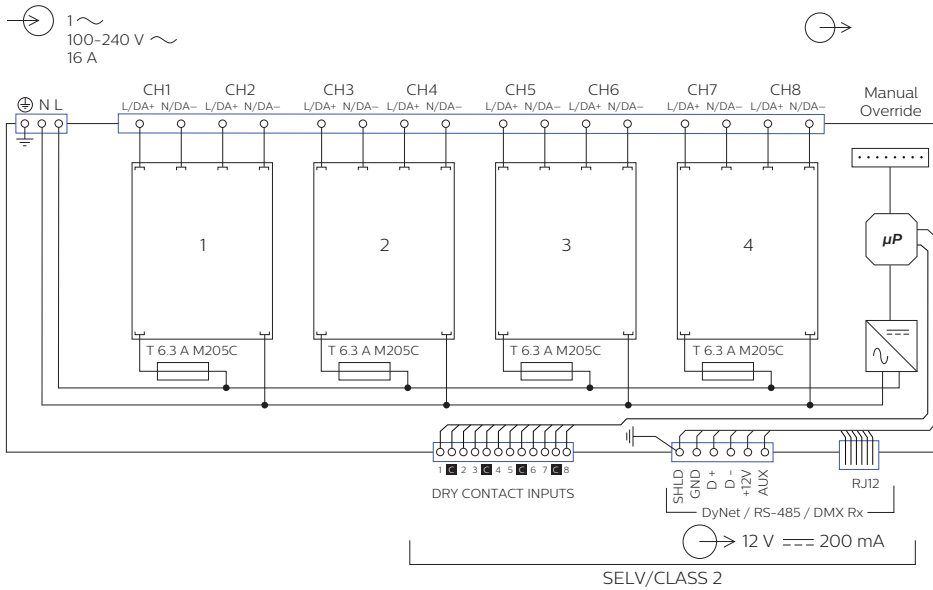 1
100-240 V
16 A
CH1 CH2 CH3 CH4 CH5 CH6 CH7 CH8
N L L/DA+ N/DA− L/DA+ N/DA− L/DA+ N/DA− L/DA+ N/DA− L/DA+ N/DA− L/DA+ N/DA− L/DA+ N/DA− L/DA+ N/DA−
Manual
Override
1 2 3 4
µP
T 6.3 A M205C T 6.3 A M205C T 6.3 A M205C T 6.3 A M205C
1 C 2 3 C 4 5 C 6 7 C 8
DRY CONTACT INPUTS
SHLD
GND
D +
D -
+12V
AUX
RJ12
DyNet / RS-485 / DMX Rx
12 V 200 mA
SELV/CLASS 2